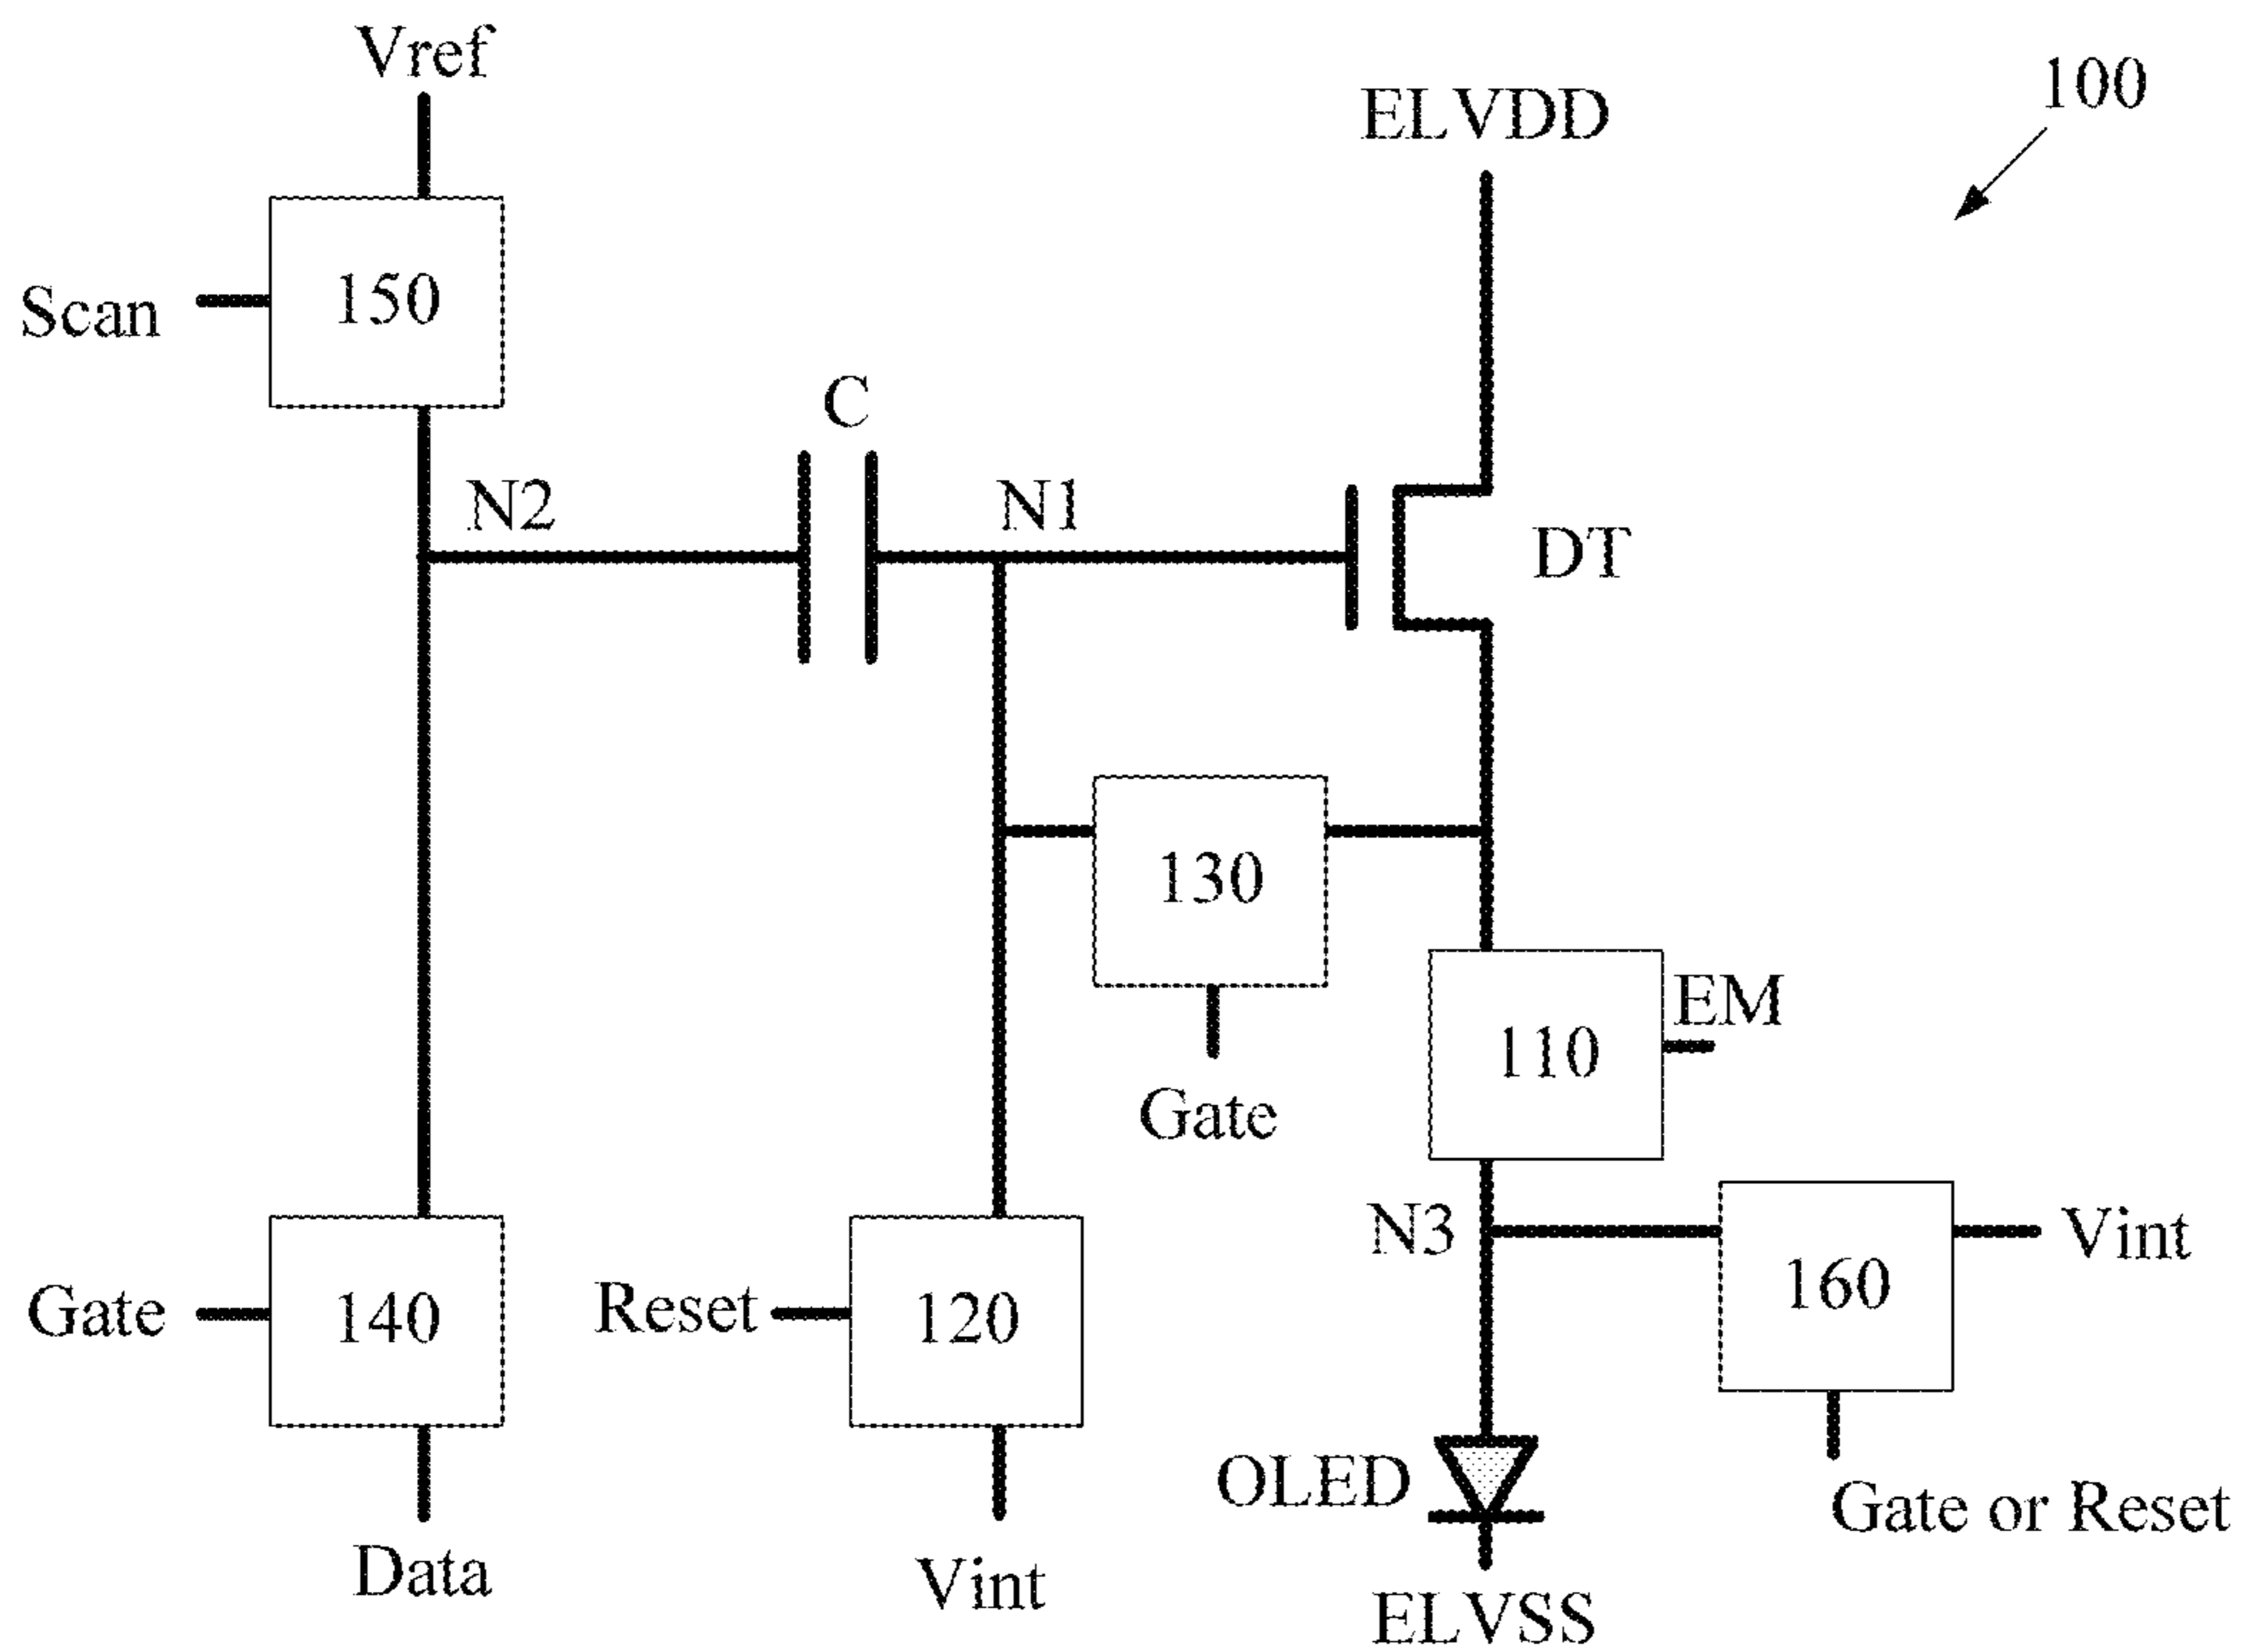 Vref
100
ELVDD
Scan
150
C
N2
N1
DT
130
EM
110
Gate
N3
Vint
160
Gate
140
Reset
120
OLED
Gate or Reset
Data
Vint
ELVSS